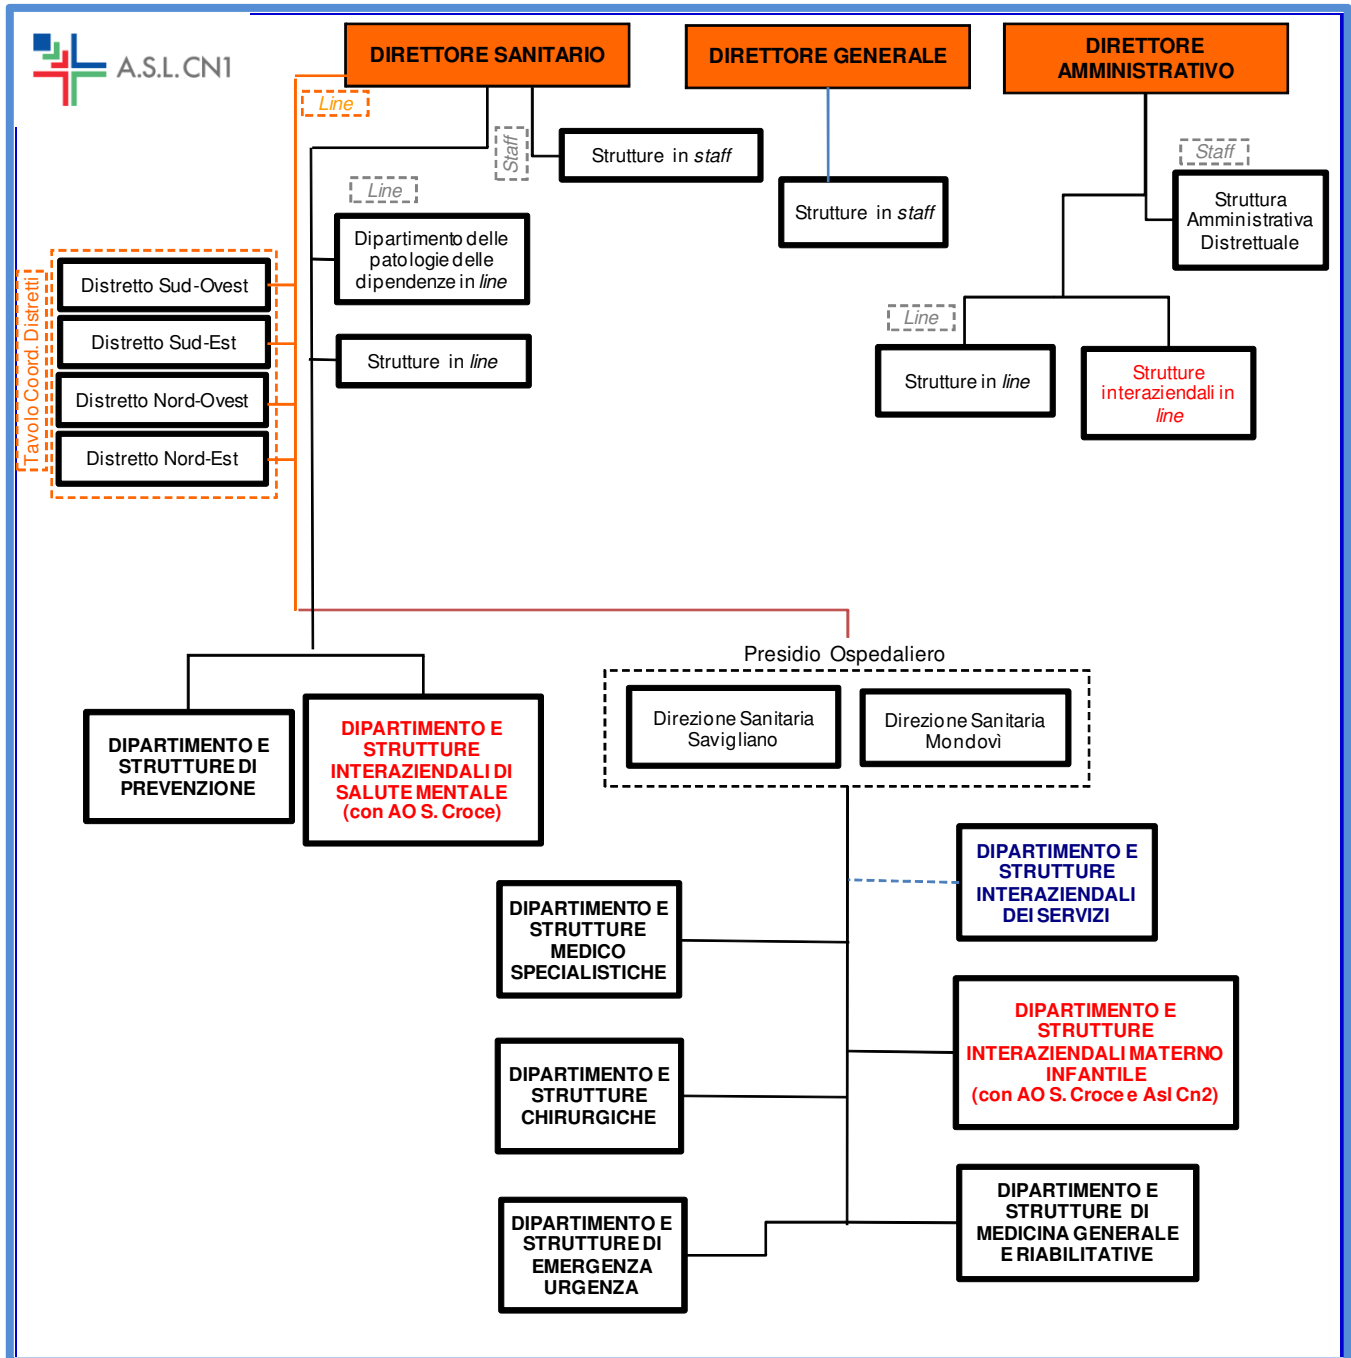 A.S.L. CN1
DIRETTORE SANITARIO
DIRETTORE GENERALE
DIRETTORE
AMMINISTRATIVO
Line
Staff
Strutture in staff
Line
Dipartimento delle
patologie delle
dipendenze in line
Strutture in line
Strutture in staff
Staff
Struttura
Amministrativa
Distrettuale
Line
Strutture in line
Strutture
interaziendali in
line
Tavolo Coord. Distretti
Distretto Sud-Ovest
Distretto Sud-Est
Distretto Nord-Ovest
Distretto Nord-Est
Presidio Ospedaliero
Direzione Sanitaria
Savigliano
Direzione Sanitaria
Mondovì
DIPARTIMENTO E
STRUTTURE DI
PREVENZIONE
DIPARTIMENTO E
STRUTTURE
INTERAZIENDALI DI
SALUTE MENTALE
(con AO S. Croce)
DIPARTIMENTO E
STRUTTURE
INTERAZIENDALI
DEI SERVIZI
DIPARTIMENTO E
STRUTTURE
MEDICO
SPECIALISTICHE
DIPARTIMENTO E
STRUTTURE
INTERAZIENDALI MATERNO
INFANTILE
(con AO S. Croce e Asl Cn2)
DIPARTIMENTO E
STRUTTURE
CHIRURGICHE
DIPARTIMENTO E
STRUTTURE DI
MEDICINA GENERALE
E RIABILITATIVE
DIPARTIMENTO E
STRUTTURE DI
EMERGENZA
URGENZA